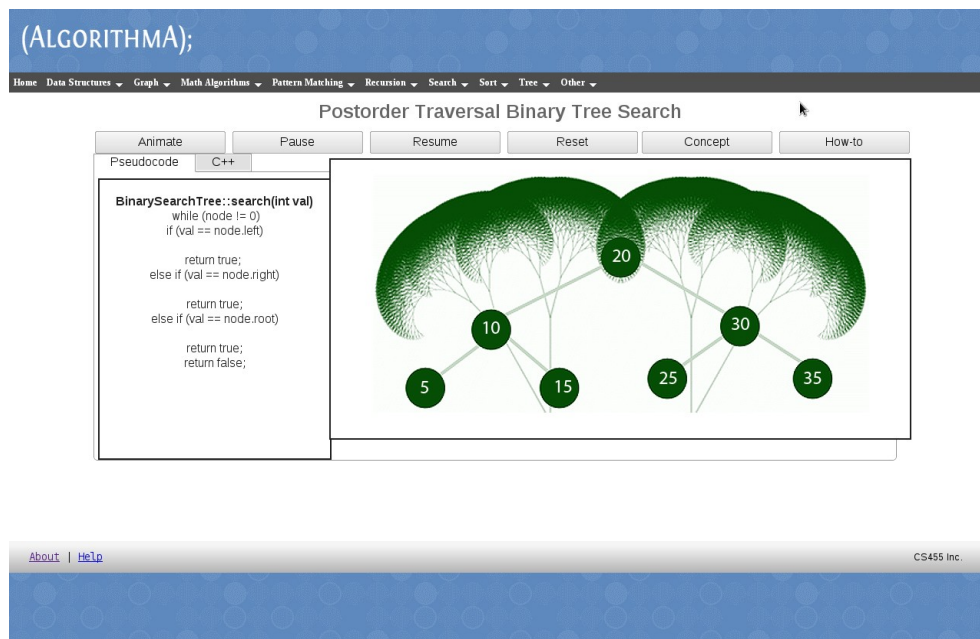 (ALGORITHMA);
Home Data Structures Graph Math Algorithms Pattern Matching Recursion Search Sort Tree Other
Postorder Traversal Binary Tree Search
Animate Pause Resume Reset Concept How-to
Pseudocode C++
BinarySearchTree::search(int val)
while (node != 0)
if (val == node.left)
return true;
else if (val == node.right)
return true;
else if (val == node.root)
return true;
return false;
20
10 30
5 15 25 35
About | Help CS455 Inc.